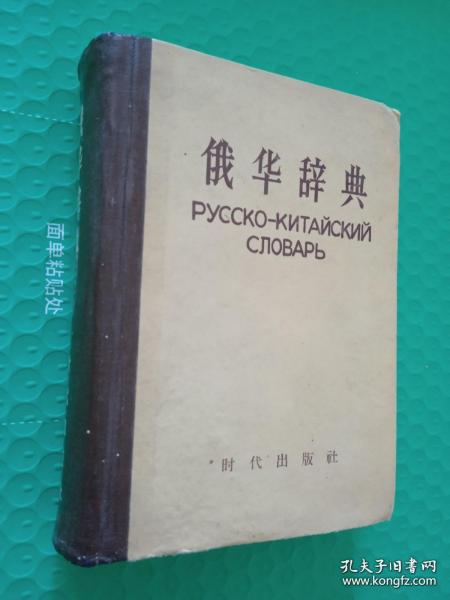 俄华辞典
РУССКО-КИТАЙСКИЙ
СЛОВАРЬ
时代出版社
面单粘贴处
孔夫子旧书网
www.kongfz.com